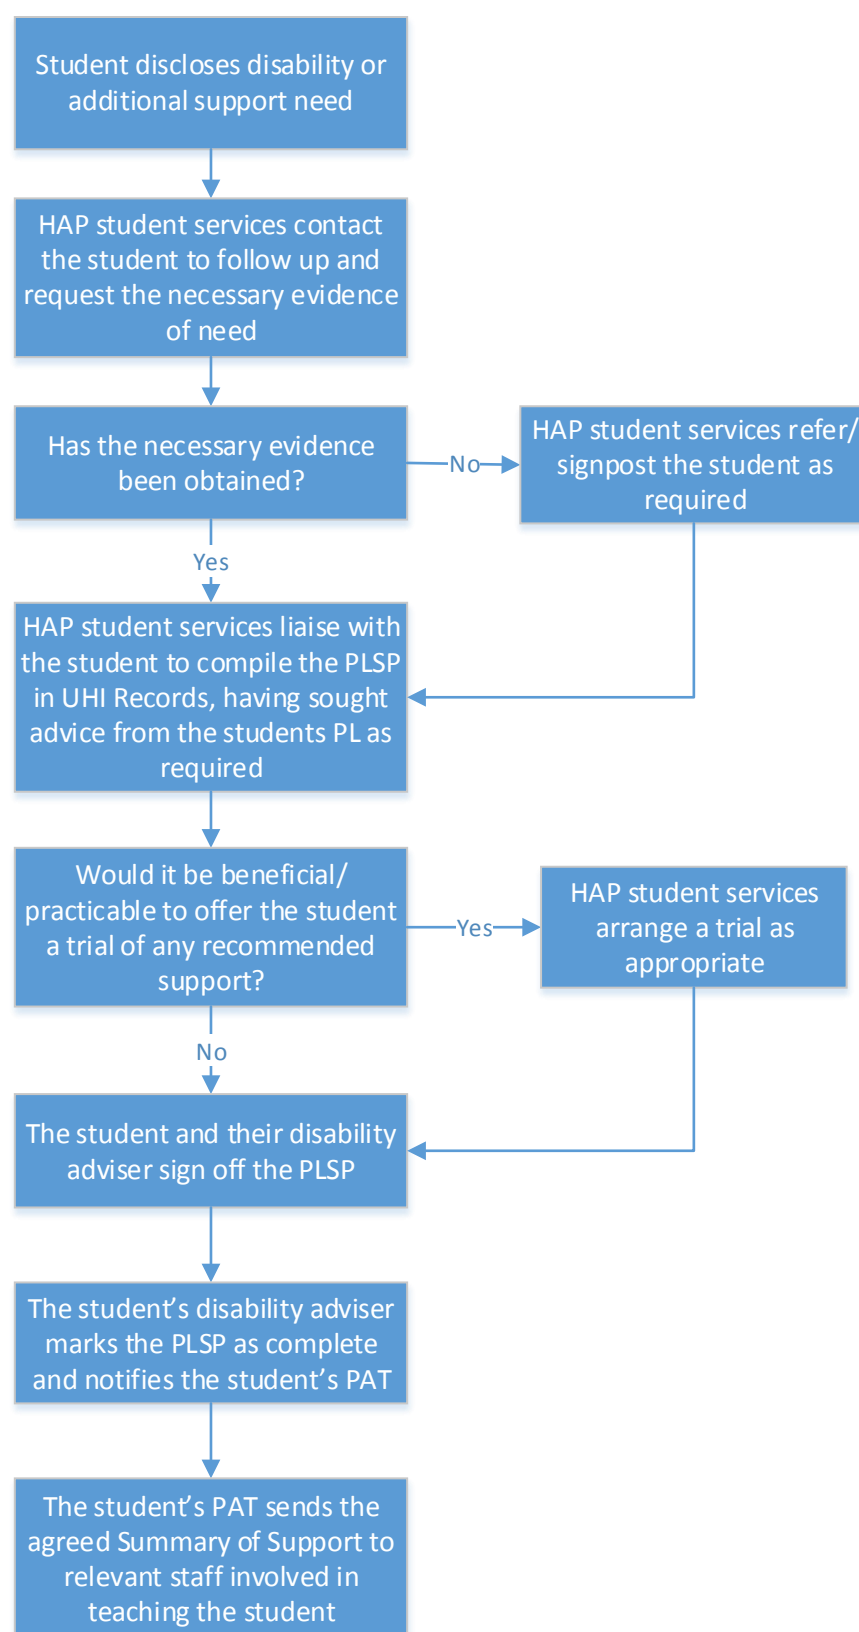 Student discloses disability or
additional support need
HAP student services contact
the student to follow up and
request the necessary evidence
of need
Has the necessary evidence
been obtained?
No
HAP student services refer/
signpost the student as
required
Yes
HAP student services liaise with
the student to compile the PLSP
in UHI Records, having sought
advice from the students PL as
required
Would it be beneficial/
practicable to offer the student
a trial of any recommended
support?
Yes
HAP student services
arrange a trial as
appropriate
No
The student and their disability
adviser sign off the PLSP
The student’s disability adviser
marks the PLSP as complete
and notifies the student’s PAT
The student’s PAT sends the
agreed Summary of Support to
relevant staff involved in
teaching the student